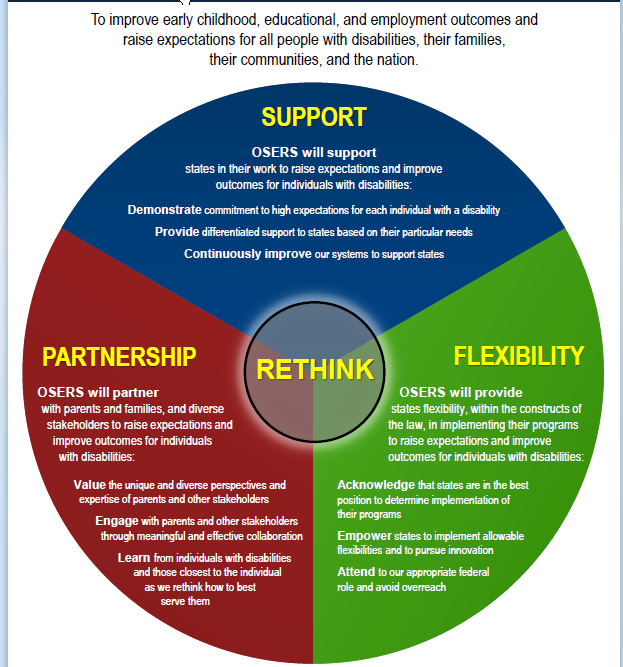 To improve early childhood, educational, and employment outcomes and
raise expectations for all people with disabilities, their families,
their communities, and the nation.
SUPPORT
OSERS will support
states in their work to raise expectations and improve
outcomes for individuals with disabilities:
Demonstrate commitment to high expectations for each individual with a disability
Provide differentiated support to states based on their particular needs
Continuously improve our systems to support states
RETHINK
PARTNERSHIP
OSERS will partner
with parents and families, and diverse
stakeholders to raise expectations and
improve outcomes for individuals
with disabilities:
Value the unique and diverse perspectives and
expertise of parents and other stakeholders
Engage with parents and other stakeholders
through meaningful and effective collaboration
Learn from individuals with disabilities
and those closest to the individual
as we rethink how to best
serve them
FLEXIBILITY
OSERS will provide
states flexibility, within the constructs of
the law, in implementing their programs
to raise expectations and improve
outcomes for individuals with disabilities:
Acknowledge that states are in the best
position to determine implementation of
their programs
Empower states to implement allowable
flexibilities and to pursue innovation
Attend to our appropriate federal
role and avoid overreach